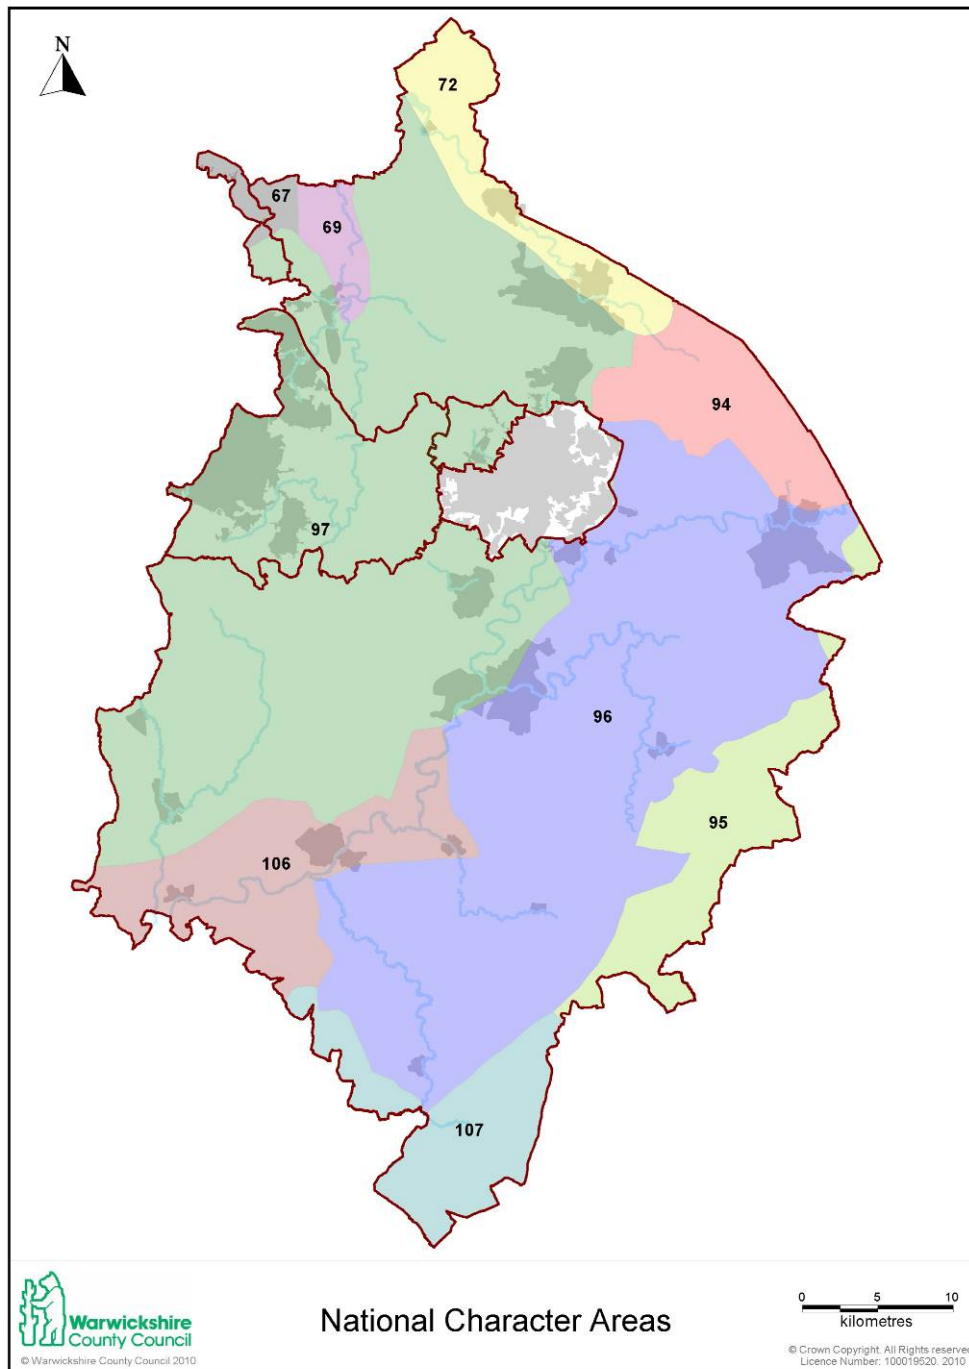 N
72
67
69
94
97
96
95
106
107
Warwickshire
County Council
© Warwickshire County Council 2010
National Character Areas
0 5 10
kilometres
© Crown Copyright. All Rights reserved
Licence Number: 100019520. 2010.